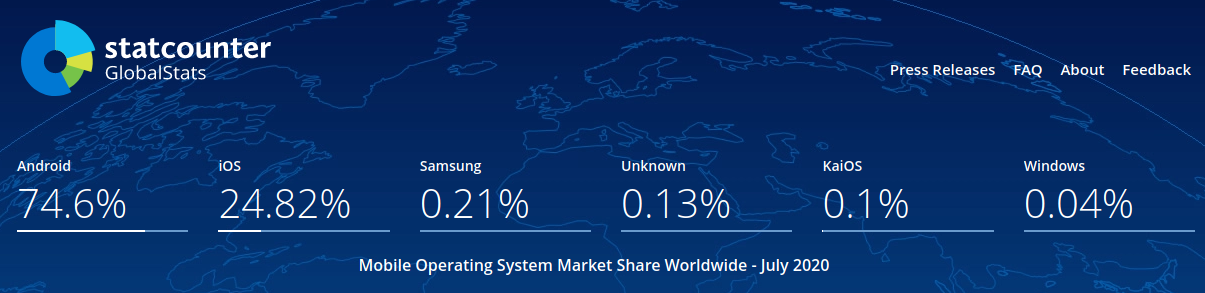 statcounter
GlobalStats
Press Releases FAQ About Feedback
Android iOS Samsung Unknown KaiOS Windows
74.6% 24.82% 0.21% 0.13% 0.1% 0.04%
Mobile Operating System Market Share Worldwide - July 2020